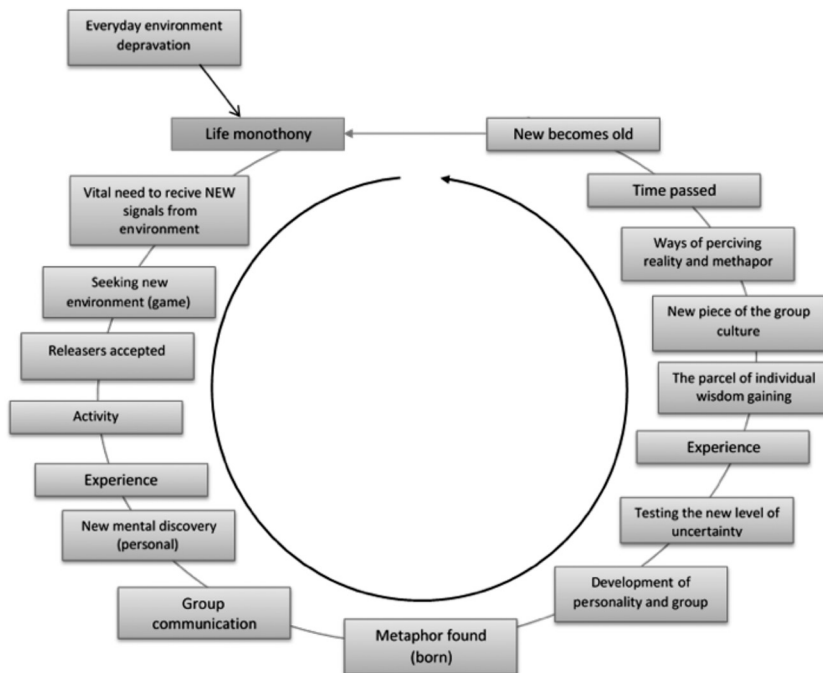 Everyday environment
depravation
Life monothony
New becomes old
Vital need to recive NEW
signals from environment
Time passed
Ways of perciving
reality and methapor
Seeking new
environment (game)
New piece of the group
culture
Releasers accepted
The parcel of individual
wisdom gaining
Activity
Experience
Experience
New mental discovery
(personal)
Testing the new level of
uncertainty
Group
communication
Development of
personality and group
Metaphor found
(born)